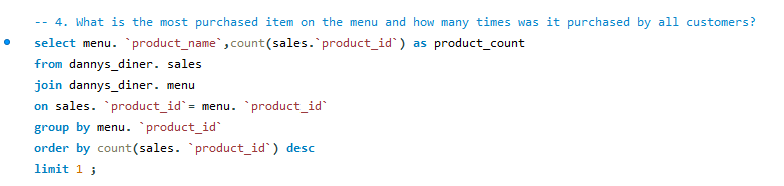 -- 4. What is the most purchased item on the menu and how many times was it purchased by all customers?
select menu. `product_name`,count(sales.`product_id`) as product_count
from dannys_diner. sales
join dannys_diner. menu
on sales. `product_id`= menu. `product_id`
group by menu. `product_id`
order by count(sales. `product_id`) desc
limit 1 ;